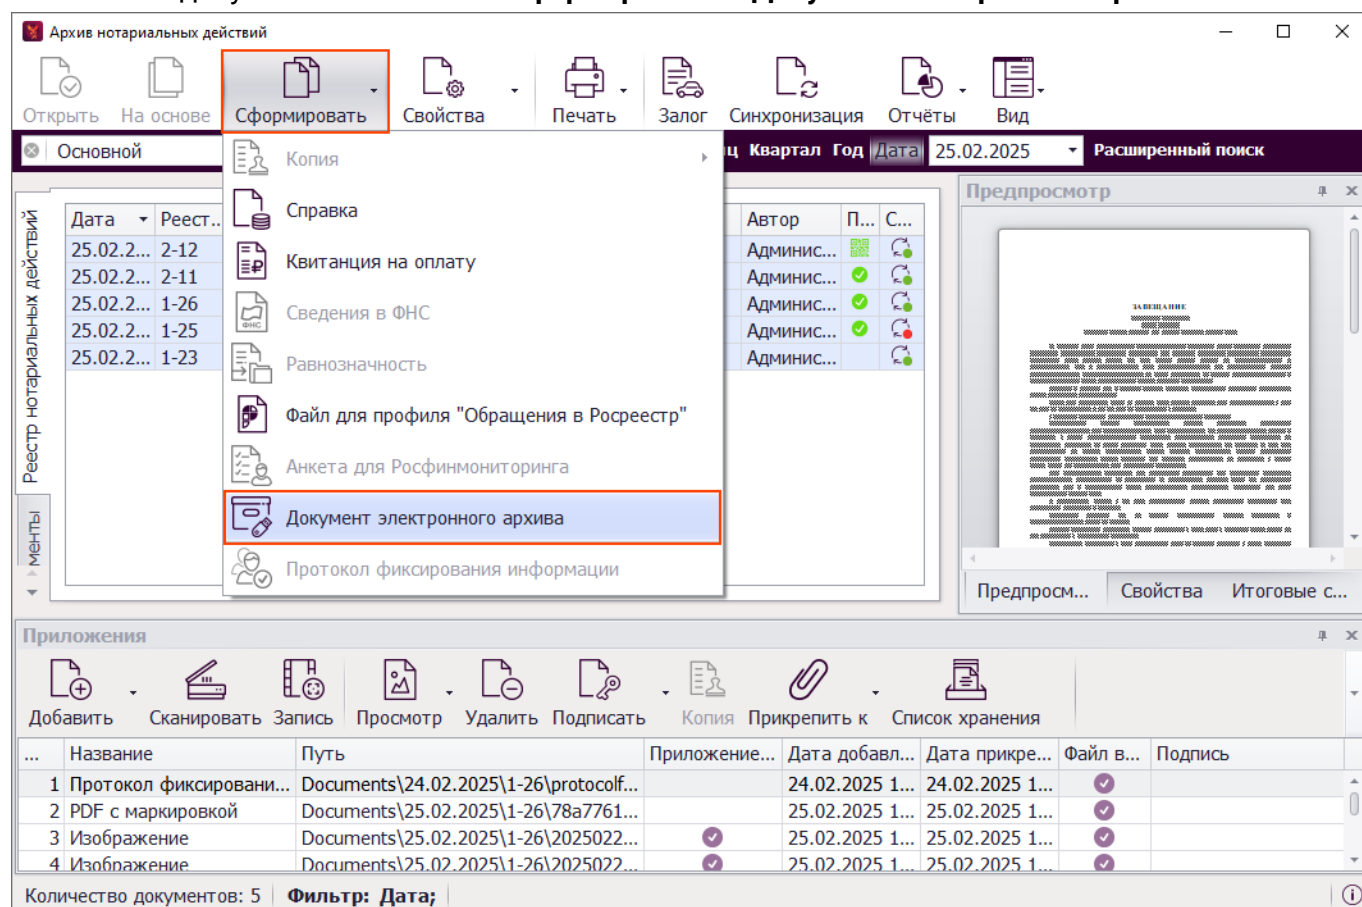 Архив нотариальных действий
Открыть На основе Сформировать Свойства Печать Залог Синхронизация Отчёты Вид
Основной Квартал Год Дата 25.02.2025 Расширенный поиск
Копия
Справка
Квитанция на оплату
Сведения в ФНС
Равнозначность
Файл для профиля "Обращения в Росреестр"
Анкета для Росфинмониторинга
Документ электронного архива
Протокол фиксирования информации
Реестр нотариальных действий
менты
Дата Реест... Автор П... С...
25.02.2... 2-12 Админис...
25.02.2... 2-11 Админис...
25.02.2... 1-26 Админис...
25.02.2... 1-25 Админис...
25.02.2... 1-23 Админис...
Предпросмотр
ЗАВЕЩАНИЕ
Предпросм... Свойства Итоговые с...
Приложения
Добавить Сканировать Запись Просмотр Удалить Подписать Копия Прикрепить к Список хранения
... Название Путь Приложение... Дата добавл... Дата прикре... Файл в... Подпись
1 Протокол фиксировани... Documents\24.02.2025\1-26\protocolf... 24.02.2025 1... 24.02.2025 1...
2 PDF с маркировкой Documents\25.02.2025\1-26\78a7761... 25.02.2025 1... 25.02.2025 1...
3 Изображение Documents\25.02.2025\1-26\2025022... 25.02.2025 1... 25.02.2025 1...
4 Изображение Documents\25.02.2025\1-26\2025022... 25.02.2025 1... 25.02.2025 1...
Количество документов: 5 Фильтр: Дата;